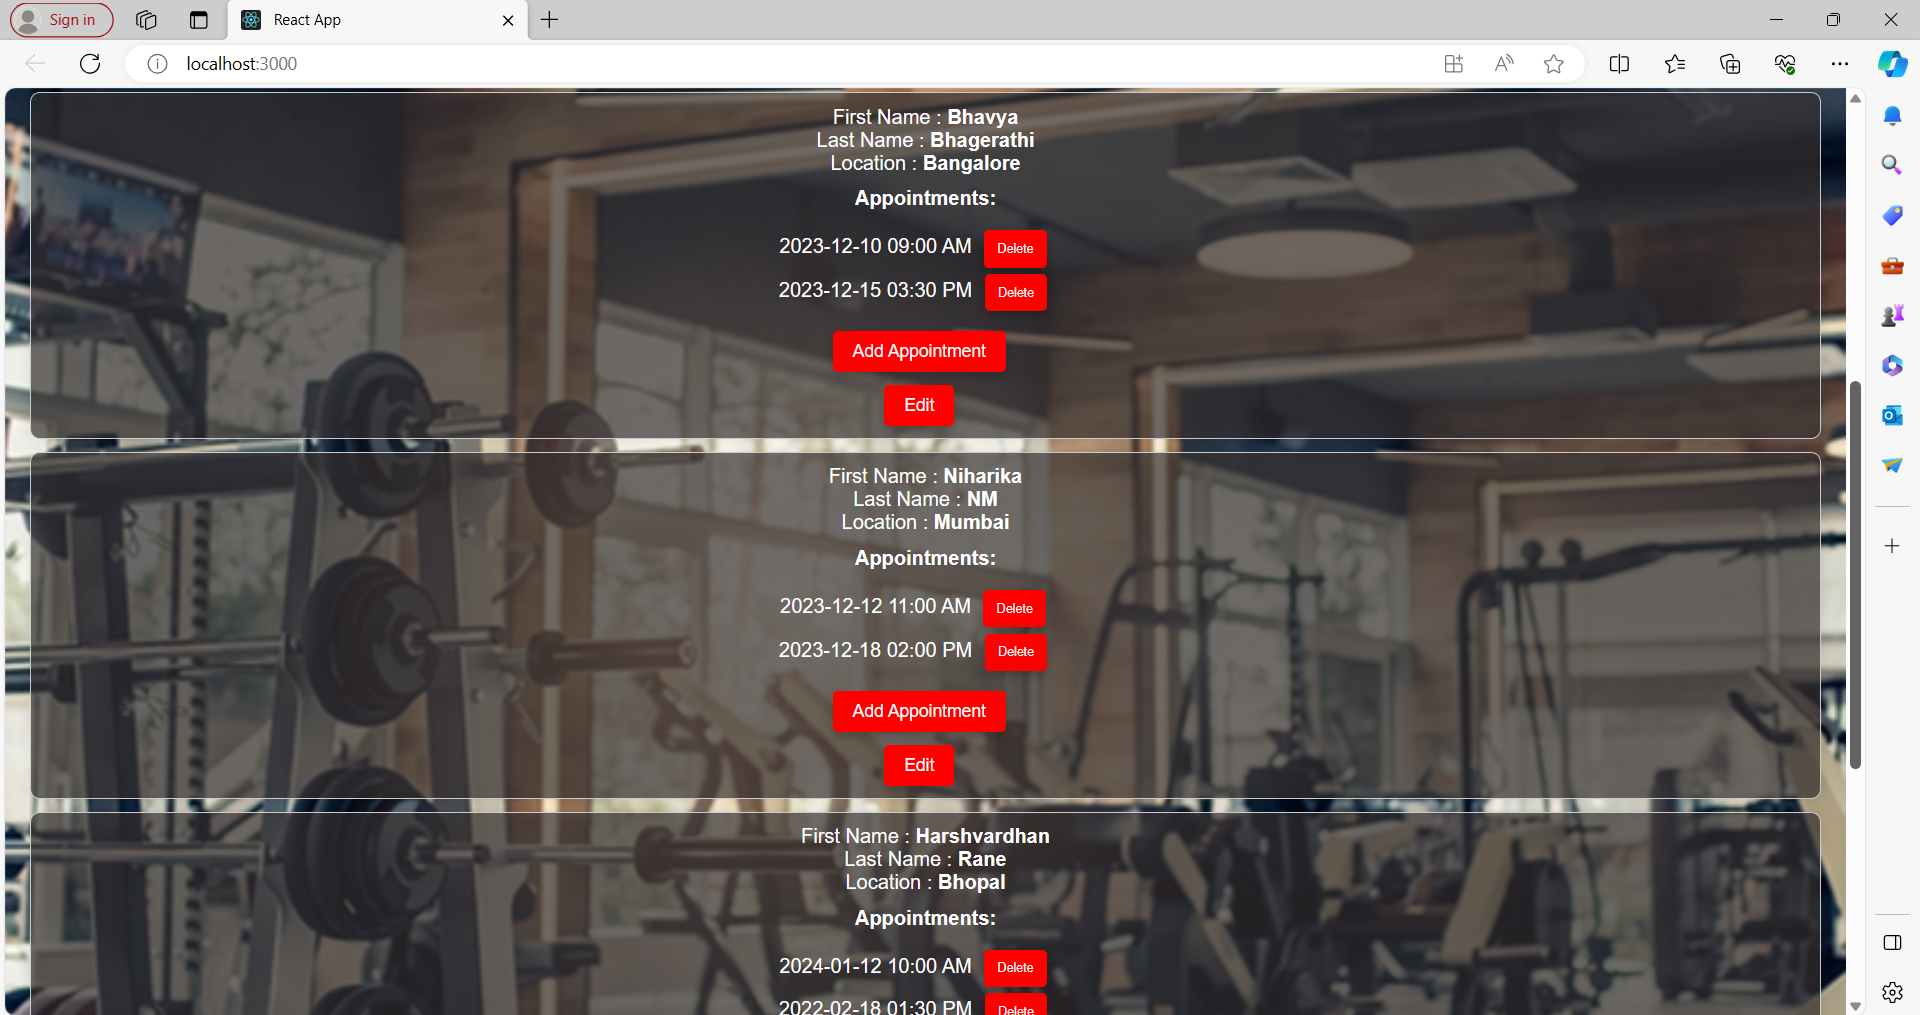 Sign in
React App
localhost:3000
First Name : Bhavya
Last Name : Bhagerathi
Location : Bangalore
Appointments:
2023-12-10 09:00 AM Delete
2023-12-15 03:30 PM Delete
Add Appointment
Edit
First Name : Niharika
Last Name : NM
Location : Mumbai
Appointments:
2023-12-12 11:00 AM Delete
2023-12-18 02:00 PM Delete
Add Appointment
Edit
First Name : Harshvardhan
Last Name : Rane
Location : Bhopal
Appointments:
2024-01-12 10:00 AM Delete
2022-02-18 01:30 PM Delete